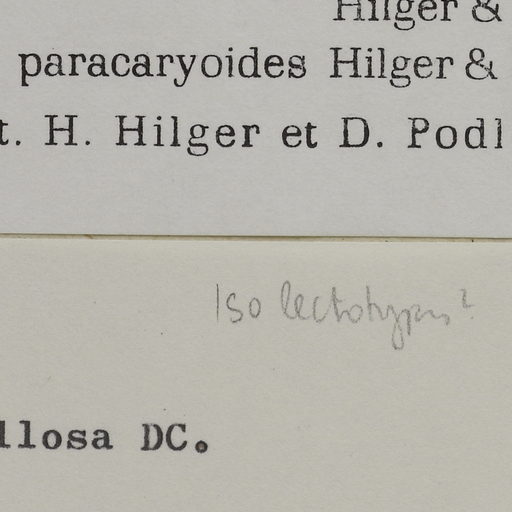 Hilger &
paracaryoides Hilger &
t. H. Hilger et D. Podl
Isolectotypus?
llosa DC.